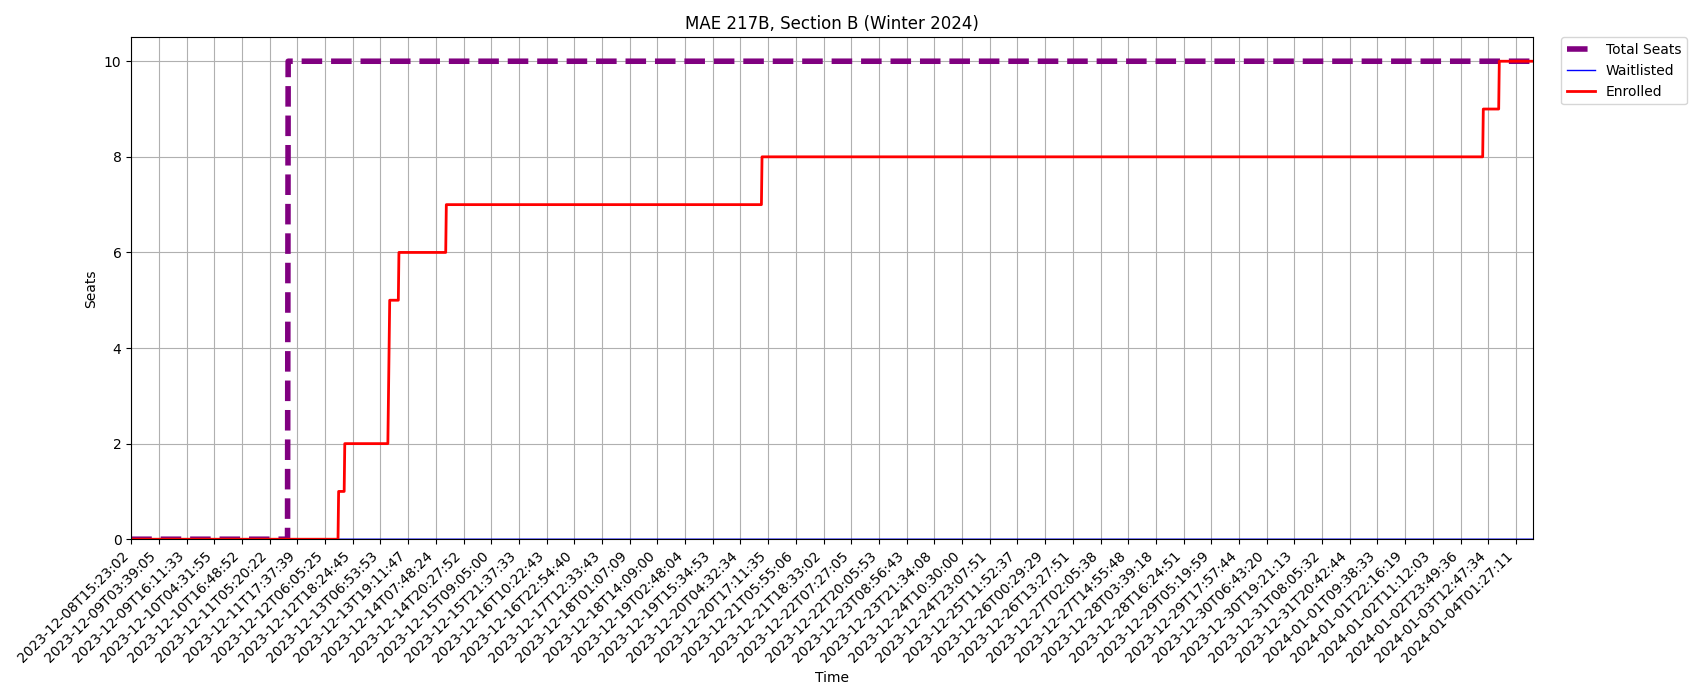 MAE 217B, Section B (Winter 2024)
Total Seats
Waitlisted
Enrolled
10
8
6
4
2
0
Seats
2023-12-08T15:23:02
2023-12-09T03:39:05
2023-12-09T16:11:33
2023-12-10T04:31:55
2023-12-10T16:48:52
2023-12-11T05:20:22
2023-12-11T17:37:39
2023-12-12T06:05:25
2023-12-12T18:24:45
2023-12-13T06:53:53
2023-12-13T19:11:47
2023-12-14T07:48:24
2023-12-14T20:27:52
2023-12-15T09:05:00
2023-12-15T21:37:33
2023-12-16T10:22:43
2023-12-16T22:54:40
2023-12-17T12:33:43
2023-12-18T01:07:09
2023-12-18T14:09:00
2023-12-19T02:48:04
2023-12-19T15:34:53
2023-12-20T04:32:34
2023-12-20T17:11:35
2023-12-21T05:55:06
2023-12-21T18:33:02
2023-12-22T07:27:05
2023-12-22T20:05:53
2023-12-23T08:56:43
2023-12-23T21:34:08
2023-12-24T10:30:00
2023-12-24T23:07:51
2023-12-25T11:52:37
2023-12-26T00:29:29
2023-12-26T13:27:51
2023-12-27T02:05:38
2023-12-27T14:55:48
2023-12-28T03:39:18
2023-12-28T16:24:51
2023-12-29T05:19:59
2023-12-29T17:57:44
2023-12-30T06:43:20
2023-12-30T19:21:13
2023-12-31T08:05:32
2023-12-31T20:42:44
2024-01-01T09:38:33
2024-01-01T22:16:19
2024-01-02T11:12:03
2024-01-02T23:49:36
2024-01-03T12:47:34
2024-01-04T01:27:11
Time